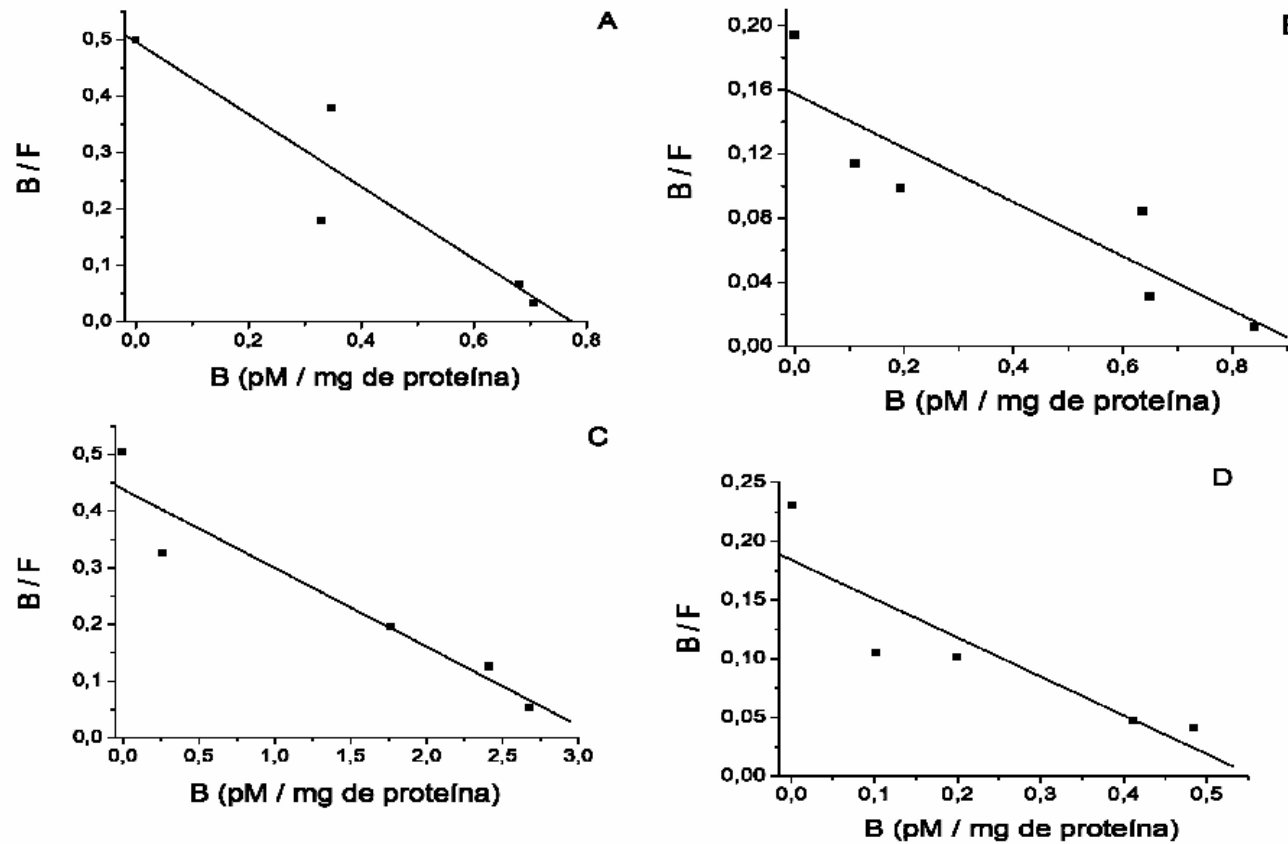 A
0,5
0,4
0,3
0,2
0,1
0,0
B / F
0,0 0,2 0,4 0,6 0,8
B (pM / mg de proteína)
0,20
0,16
0,12
0,08
0,04
0,00
B / F
0,0 0,2 0,4 0,6 0,8
B (pM / mg de proteína)
C
0,5
0,4
0,3
0,2
0,1
0,0
B / F
0,0 0,5 1,0 1,5 2,0 2,5 3,0
B (pM / mg de proteína)
D
0,25
0,20
0,15
0,10
0,05
0,00
B / F
0,0 0,1 0,2 0,3 0,4 0,5
B (pM / mg de proteína)